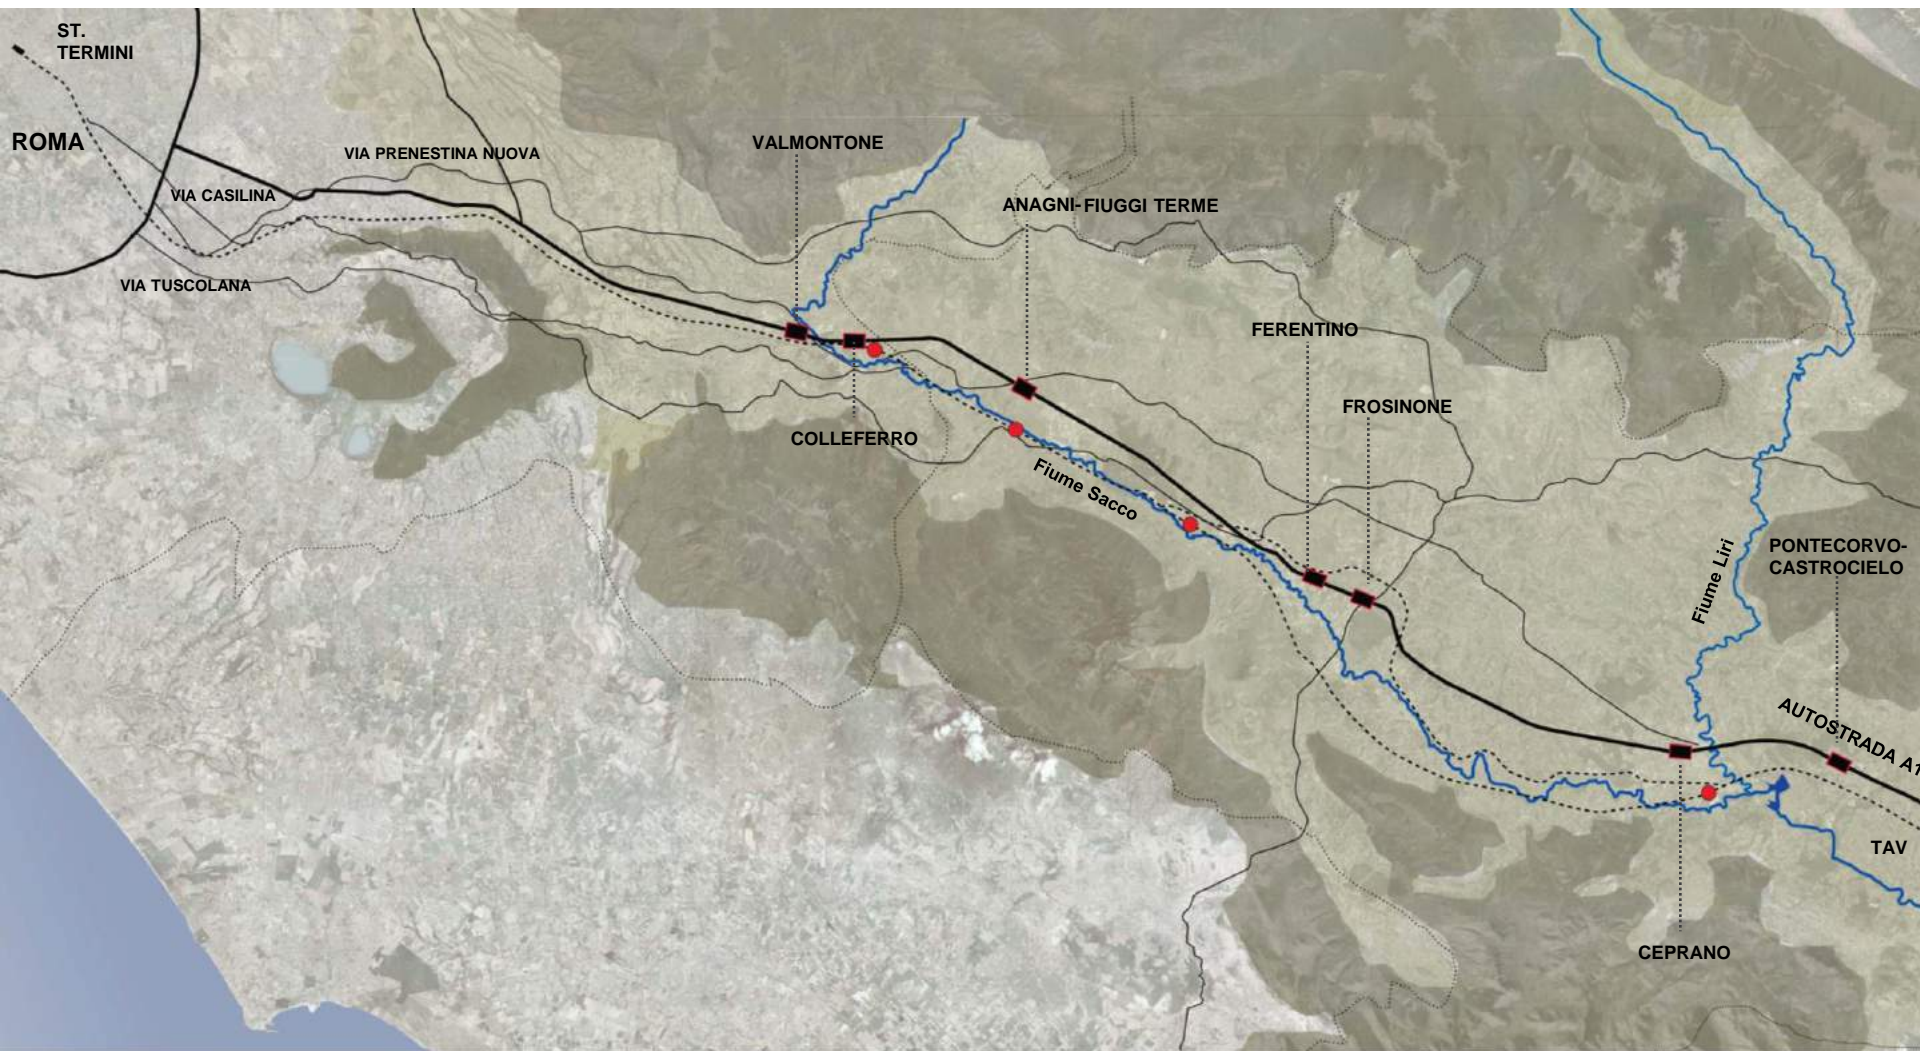 ST.
TERMINI
ROMA
VALMONTONE
VIA PRENESTINA NUOVA
VIA CASILINA
ANAGNI-FIUGGI TERME
VIA TUSCOLANA
FERENTINO
FROSINONE
COLLEFERRO
Fiume Sacco
PONTECORVO-
CASTROCIELO
Fiume Liri
AUTOSTRADA A1
TAV
CEPRANO